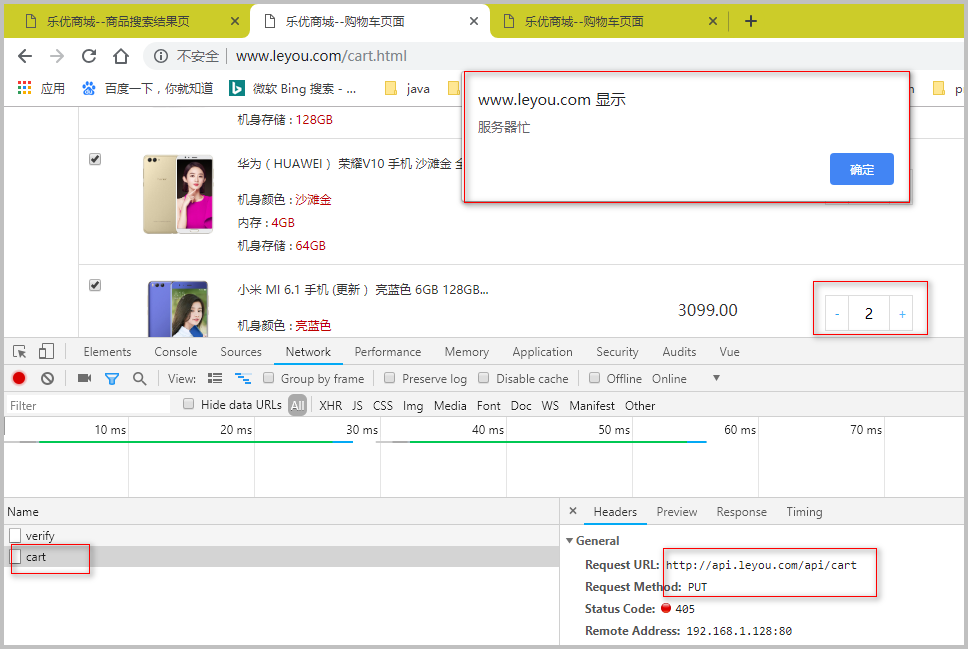 乐优商城--商品搜索结果页
乐优商城--购物车页面
乐优商城--购物车页面
不安全 www.leyou.com/cart.html
应用 百度一下，你就知道 微软 Bing 搜索 - ... java
www.leyou.com 显示
服务器忙
确定
机身存储 : 128GB
华为 ( HUAWEI ) 荣耀V10 手机 沙滩金 全
机身颜色 : 沙滩金
内存 : 4GB
机身存储 : 64GB
小米 MI 6.1 手机 (更新 ) 亮蓝色 6GB 128GB...
3099.00 - 2 +
机身颜色 : 亮蓝色
Elements Console Sources Network Performance Memory Application Security Audits Vue
View: Group by frame Preserve log Disable cache Offline Online
Filter Hide data URLs All XHR JS CSS Img Media Font Doc WS Manifest Other
10 ms 20 ms 30 ms 40 ms 50 ms 60 ms 70 ms
Name
verify
cart
Headers Preview Response Timing
General
Request URL: http://api.leyou.com/api/cart
Request Method: PUT
Status Code: 405
Remote Address: 192.168.1.128:80